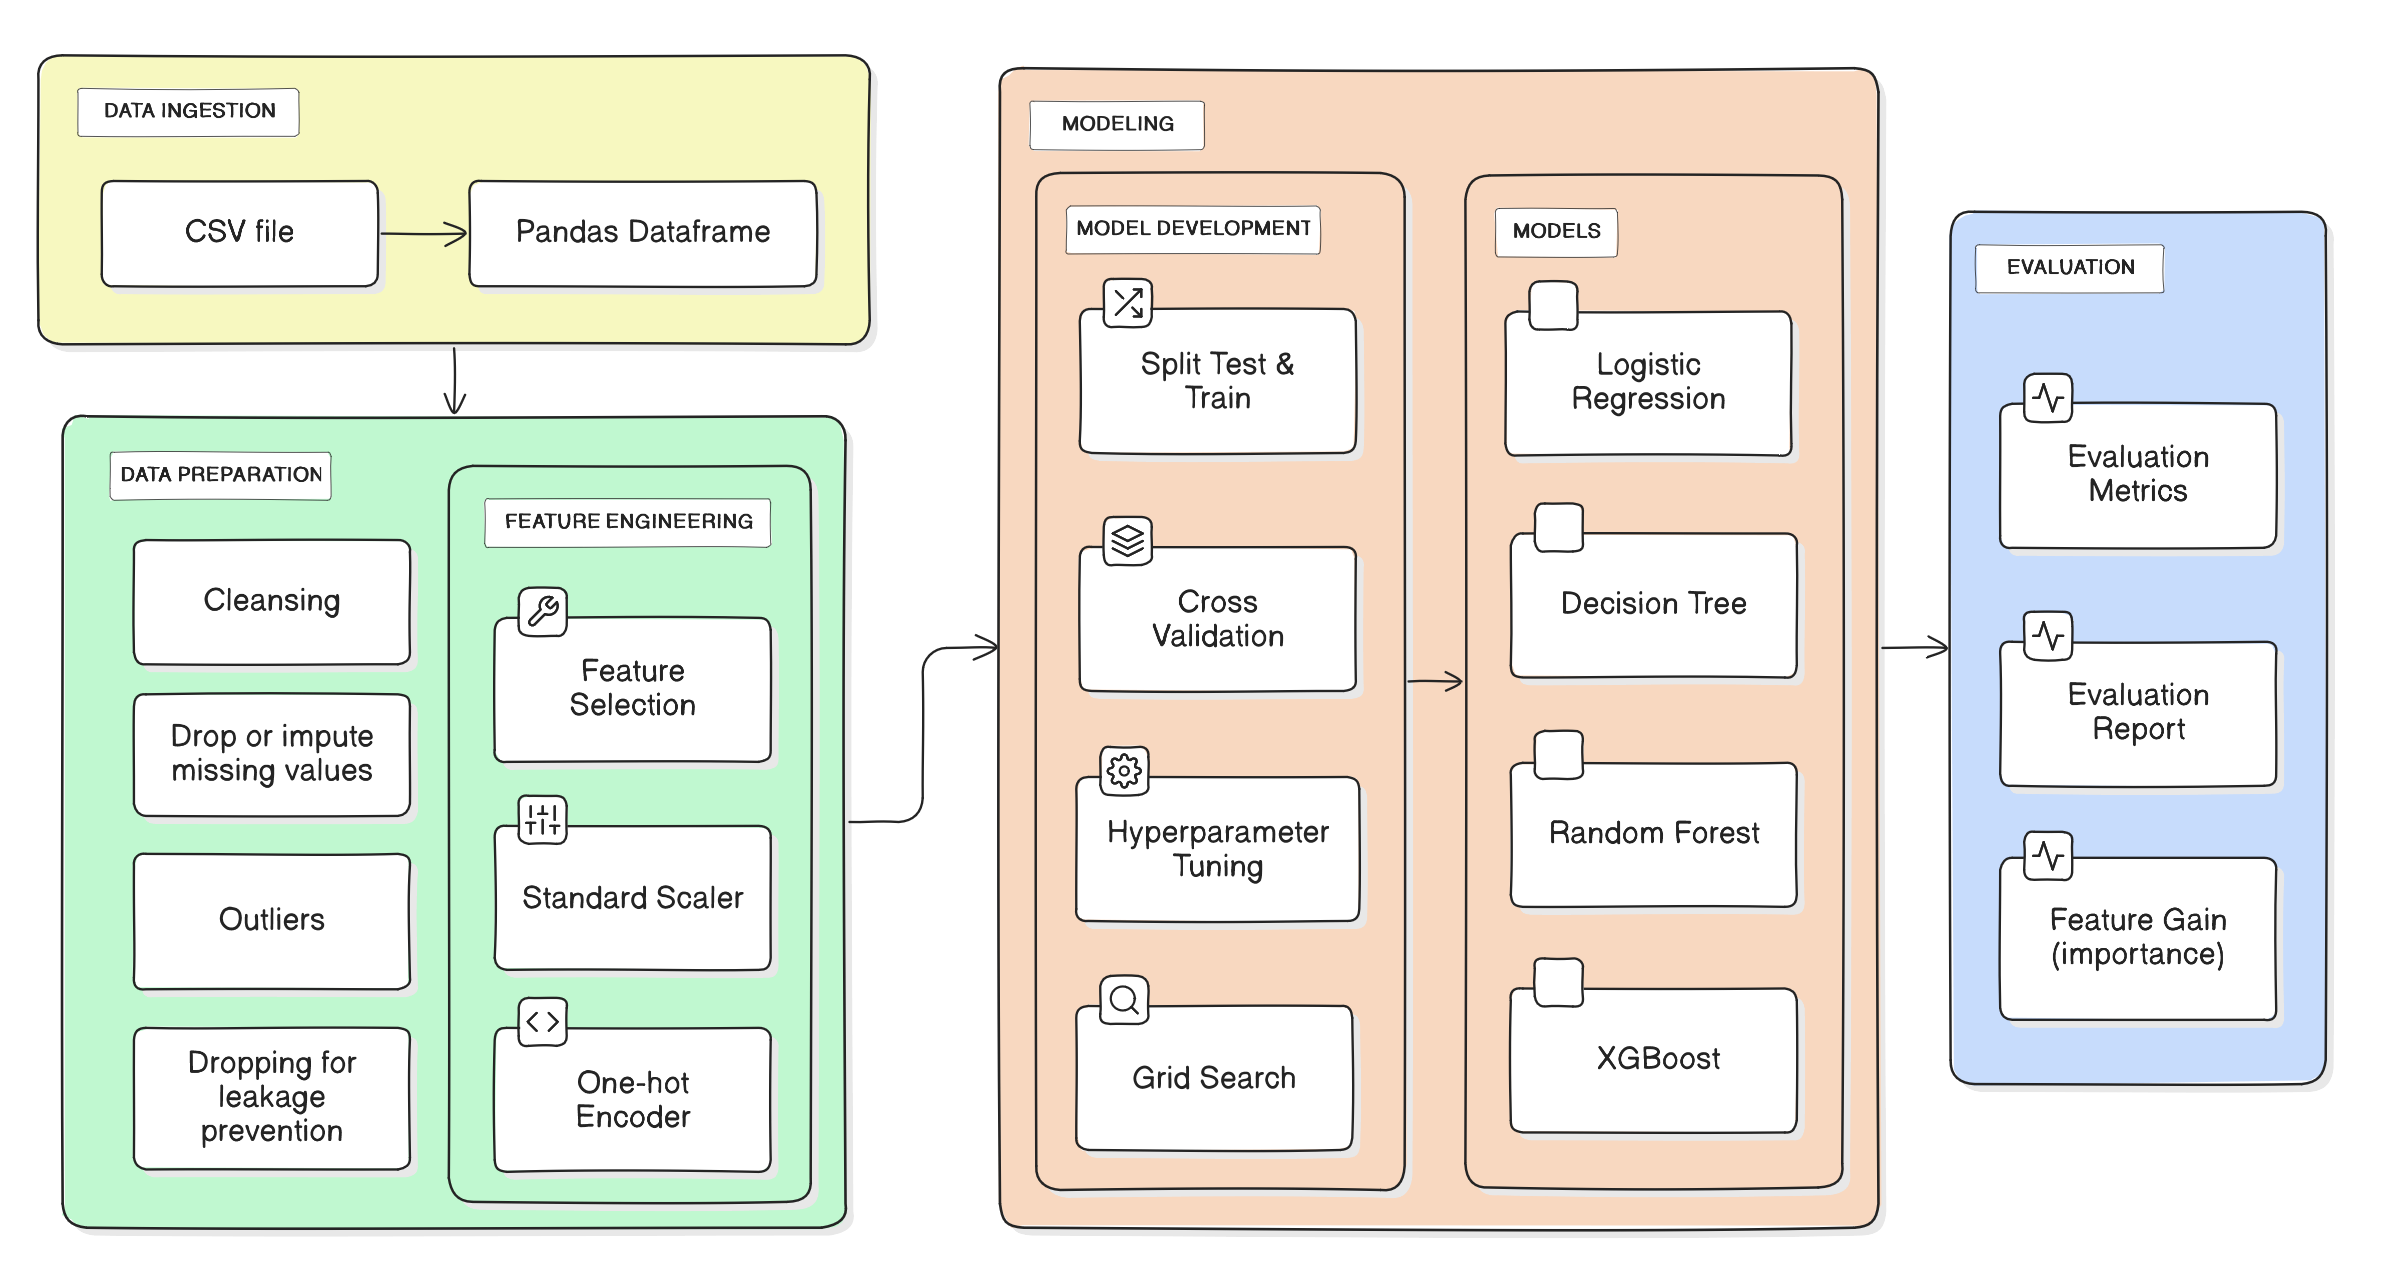 DATA INGESTION
CSV file
Pandas Dataframe
DATA PREPARATION
Cleansing
Drop or impute
missing values
Outliers
Dropping for
leakage
prevention
FEATURE ENGINEERING
Feature
Selection
Standard Scaler
One-hot
Encoder
MODELING
MODEL DEVELOPMENT
Split Test &
Train
Cross
Validation
Hyperparameter
Tuning
Grid Search
MODELS
Logistic
Regression
Decision Tree
Random Forest
XGBoost
EVALUATION
Evaluation
Metrics
Evaluation
Report
Feature Gain
(importance)